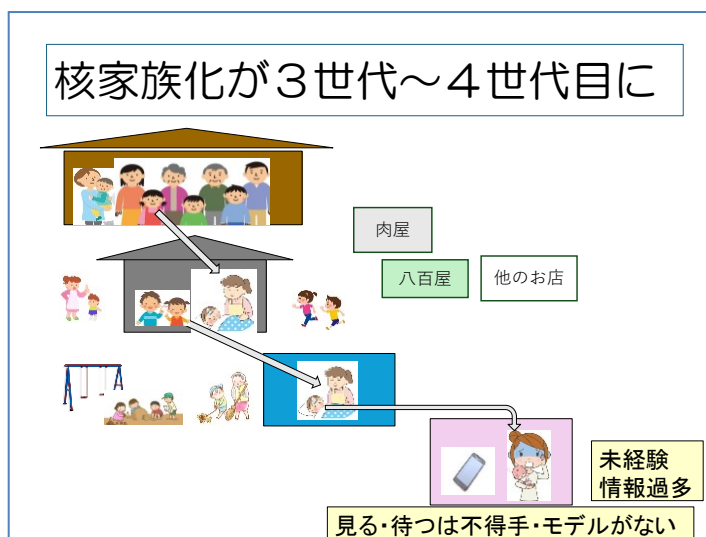 核家族化が３世代～４世代目に
肉屋
八百屋
他のお店
未経験
情報過多
見る・待つは不得手・モデルがない